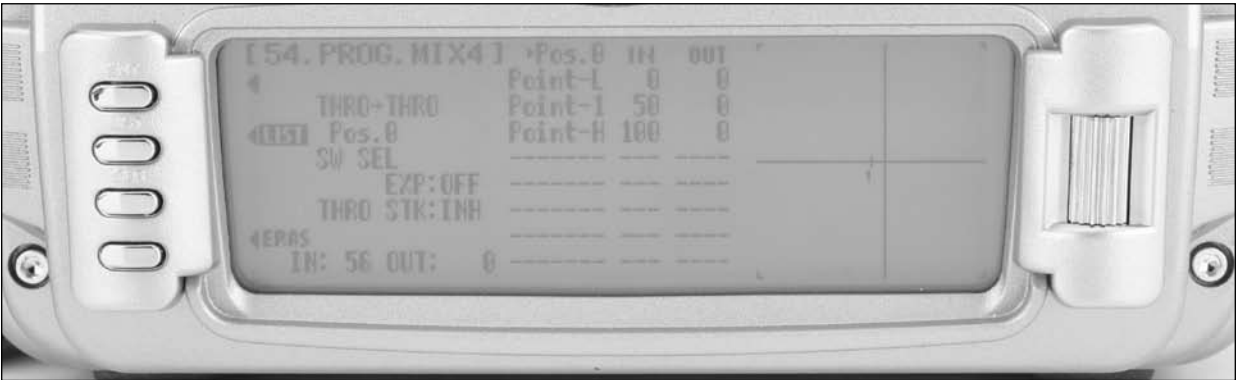 [54.PROG.MIX4] ▸Pos.0 IN OUT
◀ Point-L 0 0
THRO→THRO Point-1 50 0
◀LIST Pos.0 Point-H 100 0
SW SEL ------- --- ----
EXP:OFF ------- --- ----
THRO STK:INH ------- --- ----
◀ERAS ------- --- ----
IN: 56 OUT: 0 ------- --- ----